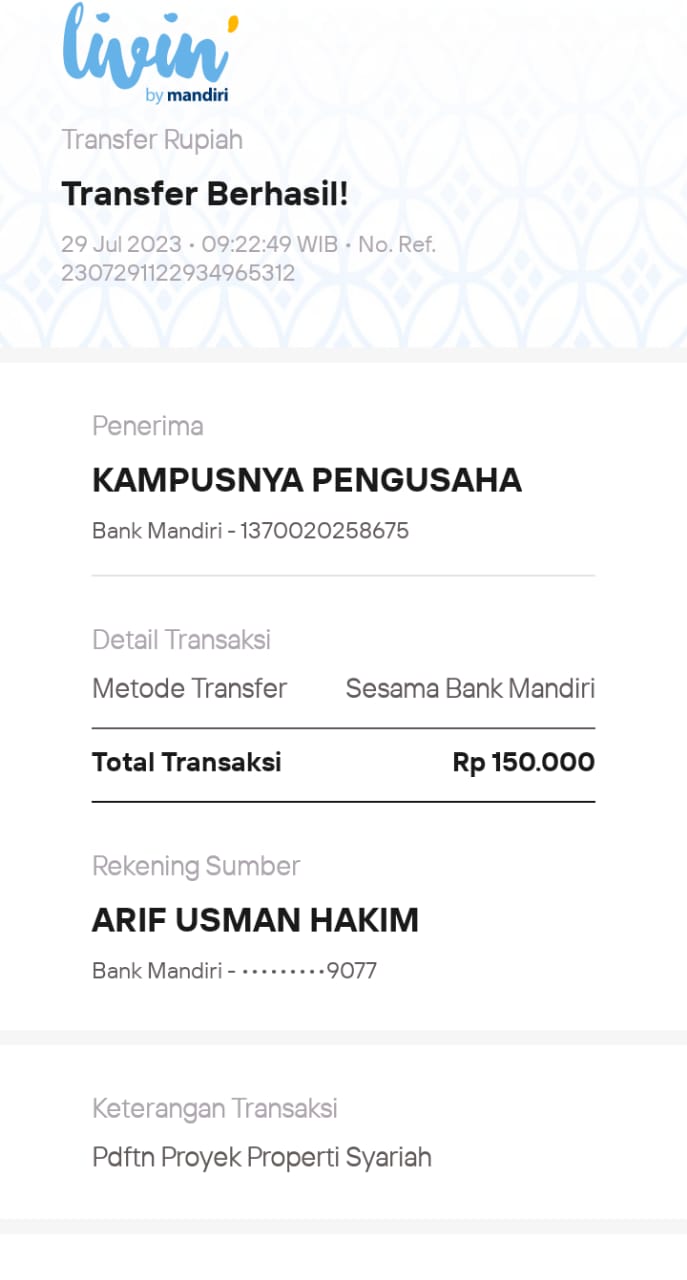 livin'
by mandiri
Transfer Rupiah
Transfer Berhasil!
29 Jul 2023 • 09:22:49 WIB • No. Ref.
2307291122934965312
Penerima
KAMPUSNYA PENGUSAHA
Bank Mandiri - 1370020258675
Detail Transaksi
Metode Transfer Sesama Bank Mandiri
Total Transaksi Rp 150.000
Rekening Sumber
ARIF USMAN HAKIM
Bank Mandiri - •••••••••9077
Keterangan Transaksi
Pdftn Proyek Properti Syariah